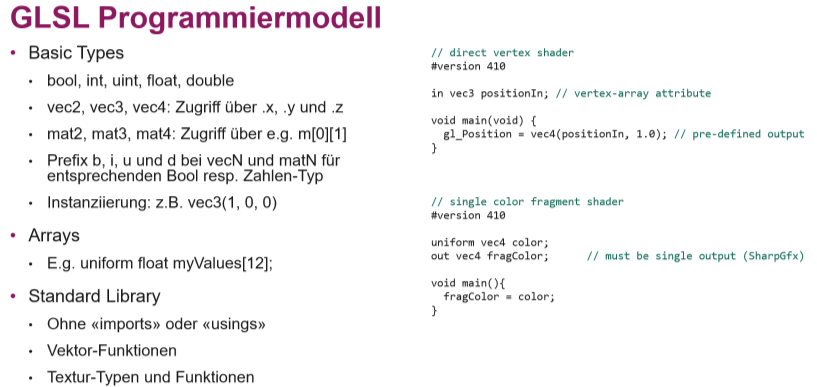 GLSL Programmiermodell
• Basic Types
• bool, int, uint, float, double
• vec2, vec3, vec4: Zugriff über .x, .y und .z
• mat2, mat3, mat4: Zugriff über e.g. m[0][1]
• Prefix b, i, u und d bei vecN und matN für
entsprechenden Bool resp. Zahlen-Typ
• Instanziierung: z.B. vec3(1, 0, 0)
• Arrays
• E.g. uniform float myValues[12];
• Standard Library
• Ohne «imports» oder «usings»
• Vektor-Funktionen
• Textur-Typen und Funktionen
// direct vertex shader
#version 410
in vec3 positionIn; // vertex-array attribute
void main(void) {
gl_Position = vec4(positionIn, 1.0); // pre-defined output
}
// single color fragment shader
#version 410
uniform vec4 color;
out vec4 fragColor; // must be single output (SharpGfx)
void main(){
fragColor = color;
}